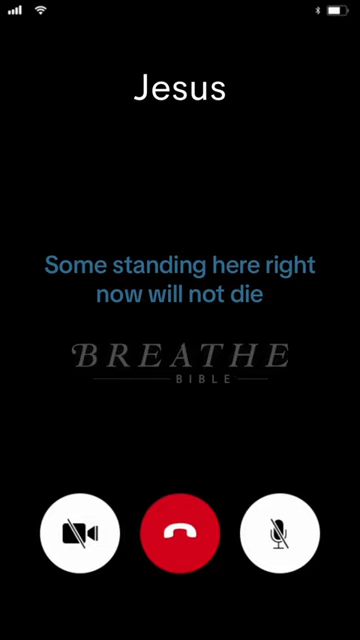 Jesus
Some standing here right
now will not die
BREATHE
BIBLE